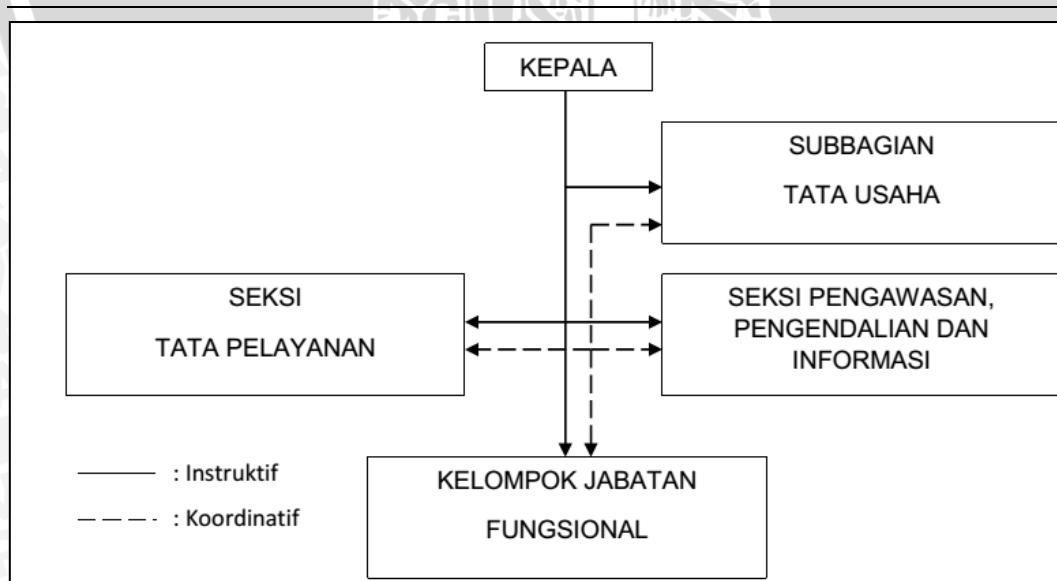 KEPALA
SUBBAGIAN
TATA USAHA
SEKSI
TATA PELAYANAN
SEKSI PENGAWASAN,
PENGENDALIAN DAN
INFORMASI
KELOMPOK JABATAN
FUNGSIONAL
: Instruktif
: Koordinatif